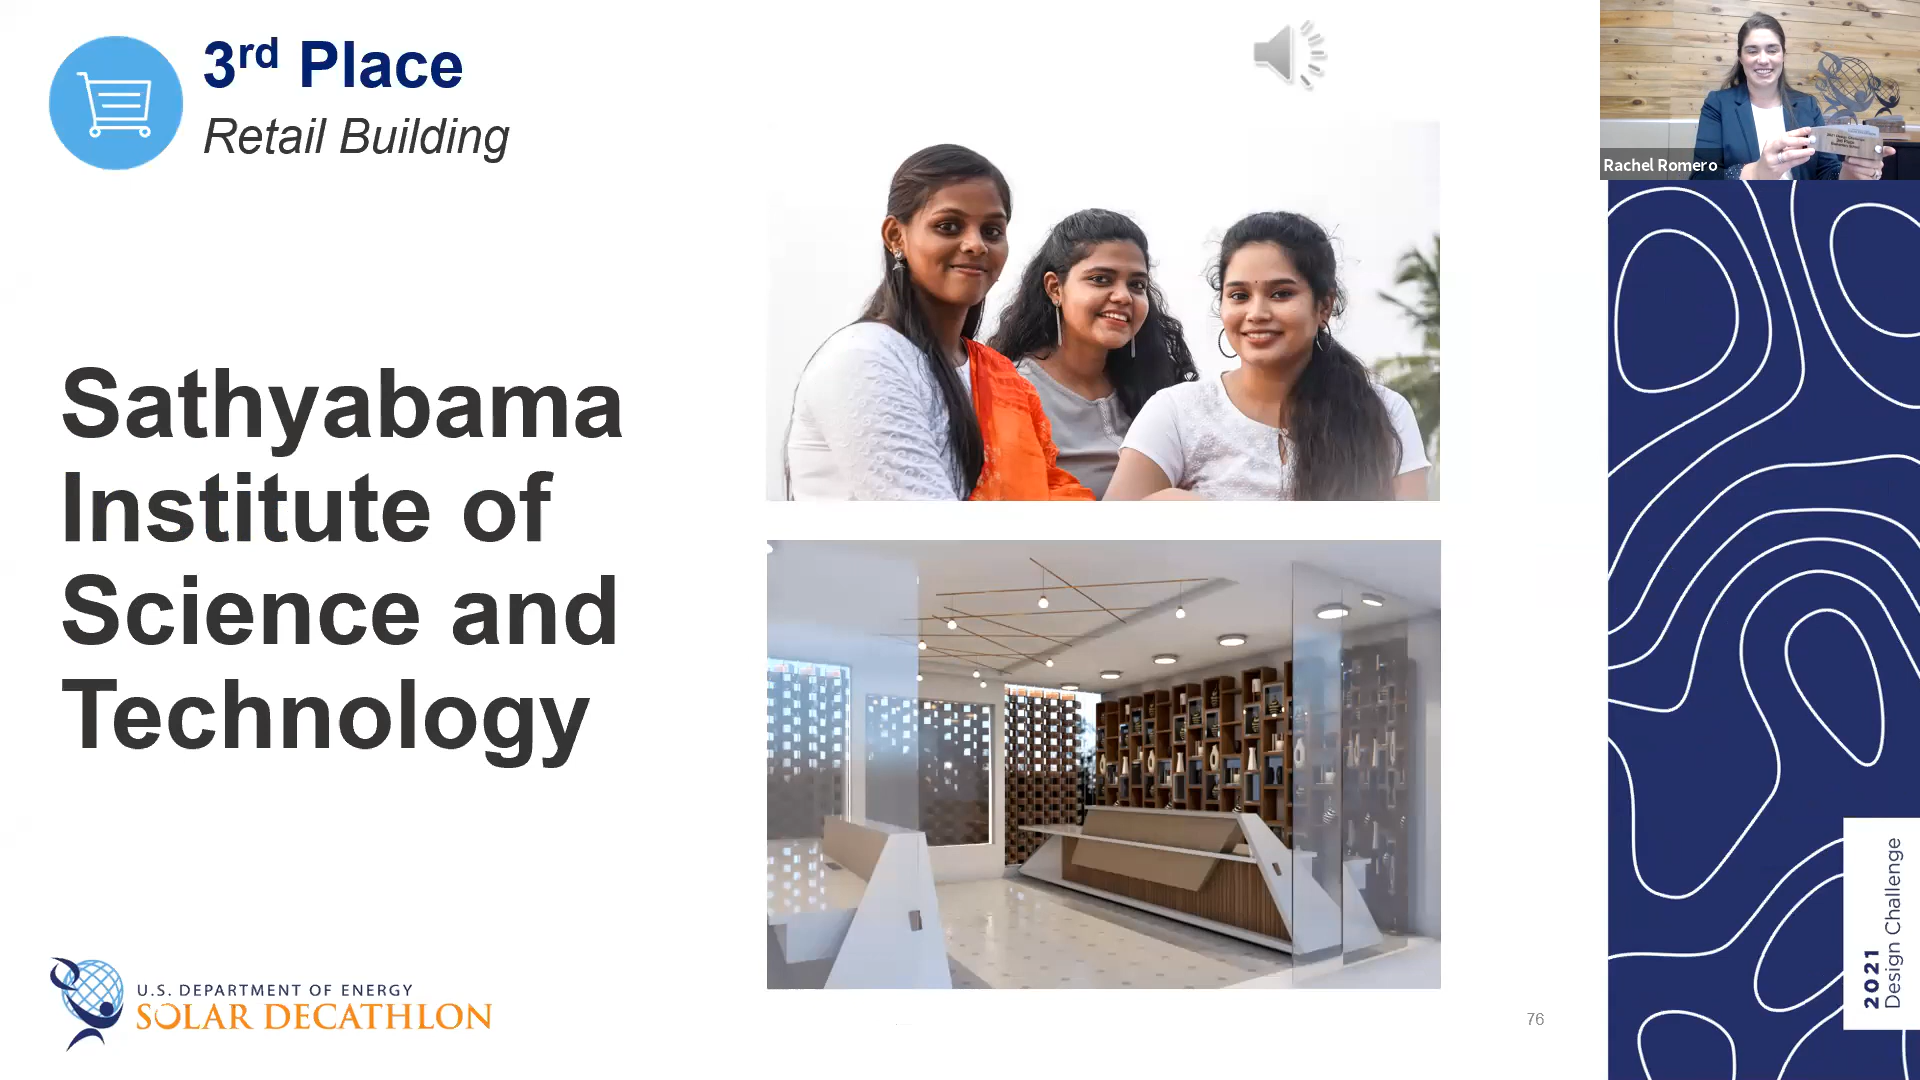 3rd Place
Retail Building
Rachel Romero
Sathyabama
Institute of
Science and
Technology
U.S. DEPARTMENT OF ENERGY
SOLAR DECATHLON
76
2021
Design Challenge